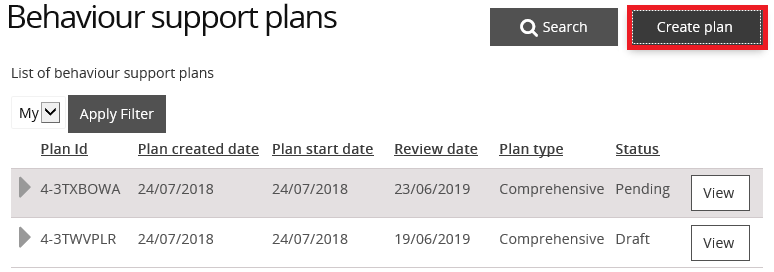 Behaviour support plans
Search
Create plan
List of behaviour support plans
My
Apply Filter
Plan Id Plan created date Plan start date Review date Plan type Status
4-3TXBOWA 24/07/2018 24/07/2018 23/06/2019 Comprehensive Pending View
4-3TWVPLR 24/07/2018 24/07/2018 19/06/2019 Comprehensive Draft View